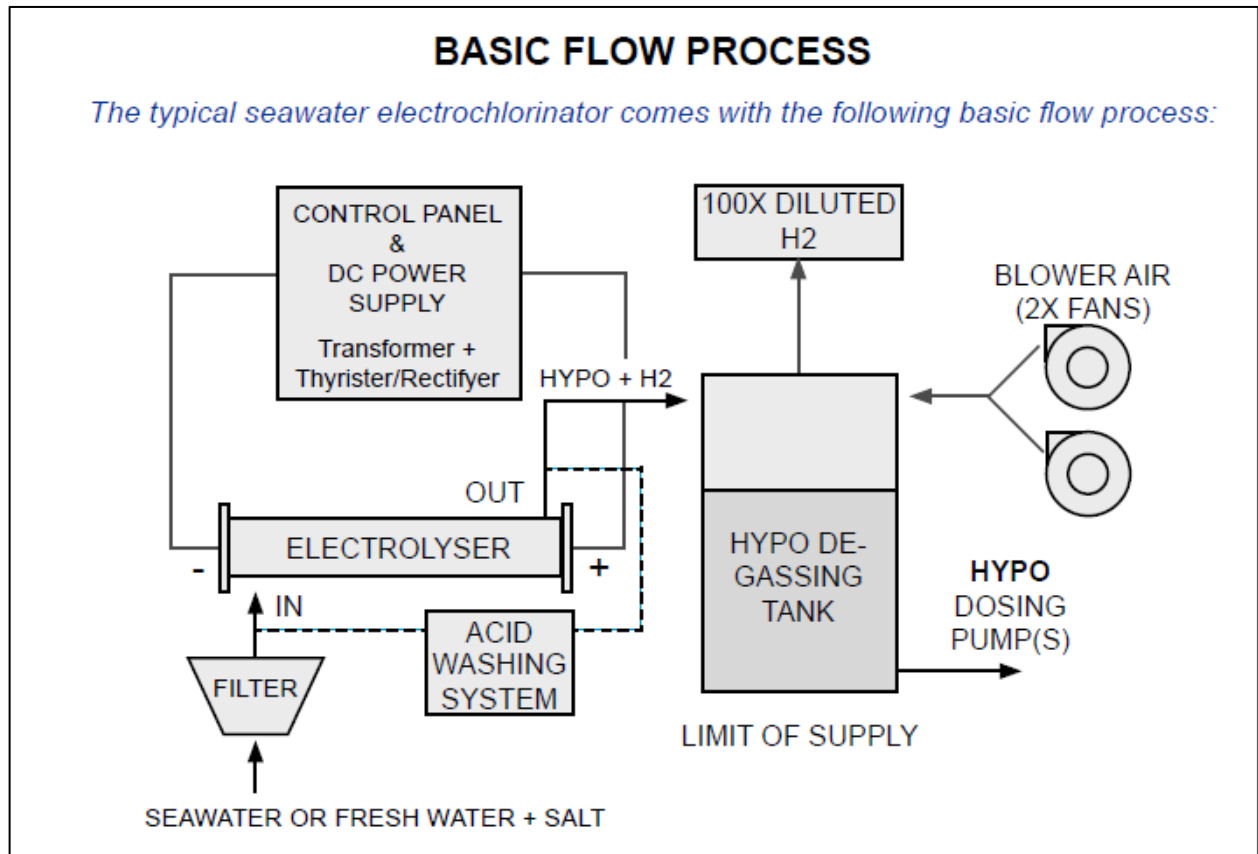 BASIC FLOW PROCESS
The typical seawater electrochlorinator comes with the following basic flow process:
CONTROL PANEL
&
DC POWER
SUPPLY
Transformer +
Thyrister/Rectifyer
100X DILUTED
H2
BLOWER AIR
(2X FANS)
HYPO + H2
OUT
ELECTROLYSER
-
+
IN
FILTER
ACID
WASHING
SYSTEM
SEAWATER OR FRESH WATER + SALT
HYPO DE-
GASSING
TANK
HYPO
DOSING
PUMP(S)
LIMIT OF SUPPLY